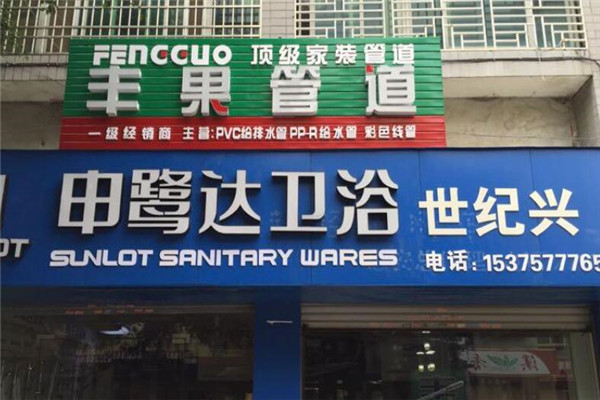 FENGGUO 顶级家装管道
丰果管道
一级经销商 主营:PVC给排水管 PP-R给水管 彩色线管
申鹭达卫浴 世纪兴
OT SUNLOT SANITARY WARES 电话: 1537577765